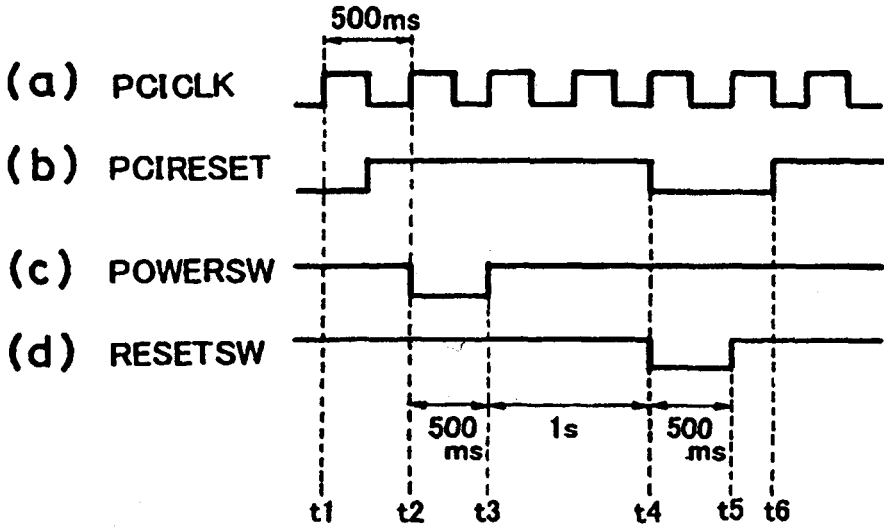 500ms
(a) PCICLK
(b) PCIRESET
(c) POWERSW
(d) RESETSW
500 ms 1s 500 ms
t1 t2 t3 t4 t5 t6